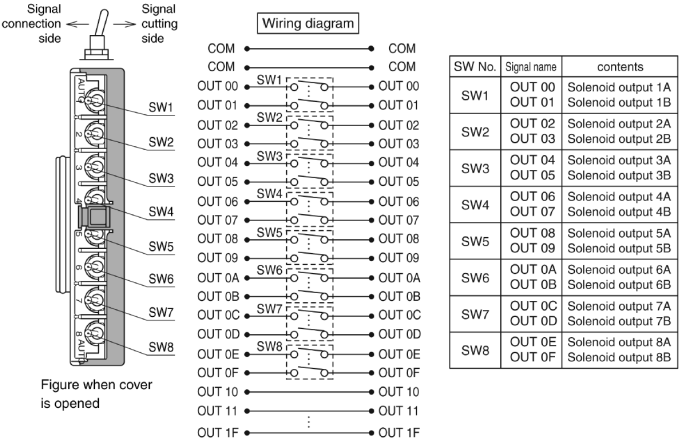 Signal connection side
Signal cutting side
AUTO
1
2
3
4
5
6
7
8
AUTO
SW1
SW2
SW3
SW4
SW5
SW6
SW7
SW8
Figure when cover
is opened
Wiring diagram
COM COM
COM COM
OUT 00 SW1 OUT 00
OUT 01 OUT 01
OUT 02 SW2 OUT 02
OUT 03 OUT 03
OUT 04 SW3 OUT 04
OUT 05 OUT 05
OUT 06 SW4 OUT 06
OUT 07 OUT 07
OUT 08 SW5 OUT 08
OUT 09 OUT 09
OUT 0A SW6 OUT 0A
OUT 0B OUT 0B
OUT 0C SW7 OUT 0C
OUT 0D OUT 0D
OUT 0E SW8 OUT 0E
OUT 0F OUT 0F
OUT 10 OUT 10
OUT 11 OUT 11
OUT 1F OUT 1F
SW No. Signal name contents
SW1 OUT 00 Solenoid output 1A
OUT 01 Solenoid output 1B
SW2 OUT 02 Solenoid output 2A
OUT 03 Solenoid output 2B
SW3 OUT 04 Solenoid output 3A
OUT 05 Solenoid output 3B
SW4 OUT 06 Solenoid output 4A
OUT 07 Solenoid output 4B
SW5 OUT 08 Solenoid output 5A
OUT 09 Solenoid output 5B
SW6 OUT 0A Solenoid output 6A
OUT 0B Solenoid output 6B
SW7 OUT 0C Solenoid output 7A
OUT 0D Solenoid output 7B
SW8 OUT 0E Solenoid output 8A
OUT 0F Solenoid output 8B